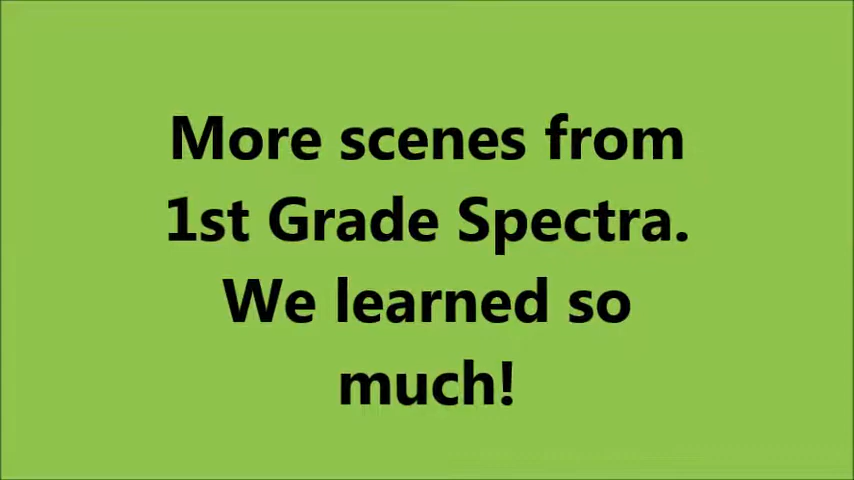 More scenes from
1st Grade Spectra.
We learned so
much!